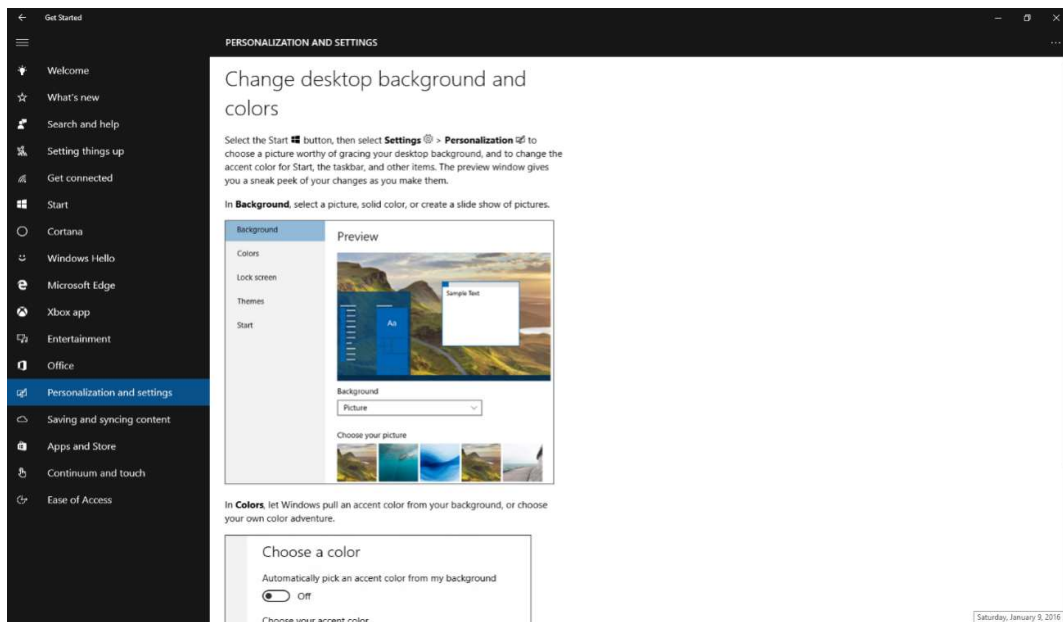 Get Started
PERSONALIZATION AND SETTINGS
Welcome
What's new
Search and help
Setting things up
Get connected
Start
Cortana
Windows Hello
Microsoft Edge
Xbox app
Entertainment
Office
Personalization and settings
Saving and syncing content
Apps and Store
Continuum and touch
Ease of Access
Change desktop background and
colors
Select the Start button, then select Settings > Personalization to
choose a picture worthy of gracing your desktop background, and to change the
accent color for Start, the taskbar, and other items. The preview window gives
you a sneak peek of your changes as you make them.
In Background, select a picture, solid color, or create a slide show of pictures.
Background
Colors
Lock screen
Themes
Start
Preview
Sample Text
Aa
Background
Picture
Choose your picture
In Colors, let Windows pull an accent color from your background, or choose
your own color adventure.
Choose a color
Automatically pick an accent color from my background
Off
Choose your accent color
Saturday, January 9, 2016